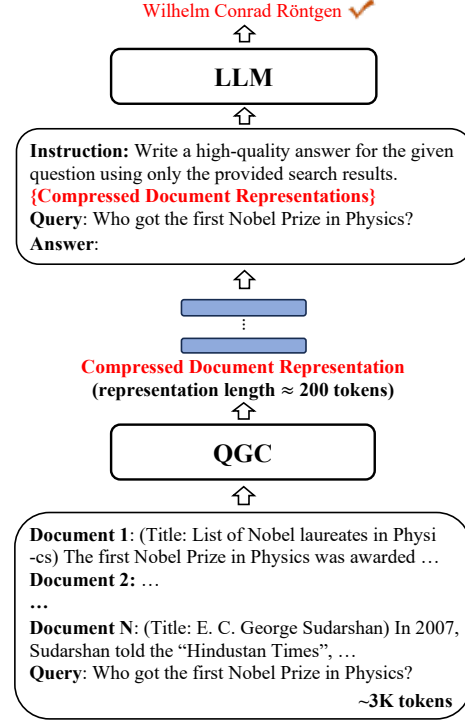 Wilhelm Conrad Röntgen
LLM
Instruction: Write a high-quality answer for the given
question using only the provided search results.
{Compressed Document Representations}
Query: Who got the first Nobel Prize in Physics?
Answer:
⋮
Compressed Document Representation
(representation length ≈ 200 tokens)
QGC
Document 1: (Title: List of Nobel laureates in Physi
-cs) The first Nobel Prize in Physics was awarded …
Document 2: …
…
Document N: (Title: E. C. George Sudarshan) In 2007,
Sudarshan told the “Hindustan Times”, …
Query: Who got the first Nobel Prize in Physics?
~3K tokens